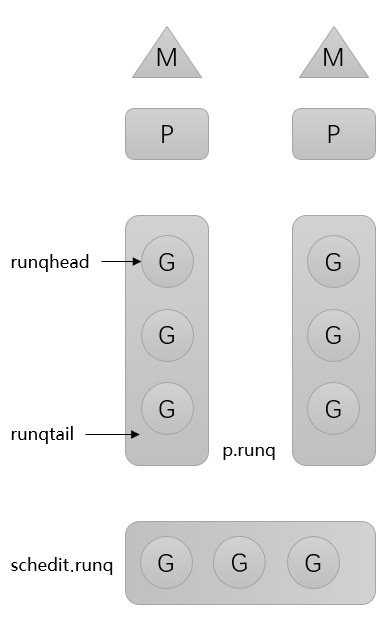 M M
P P
runqhead G G
G G
G G
runqtail
p.runq
schedit.runq G G G